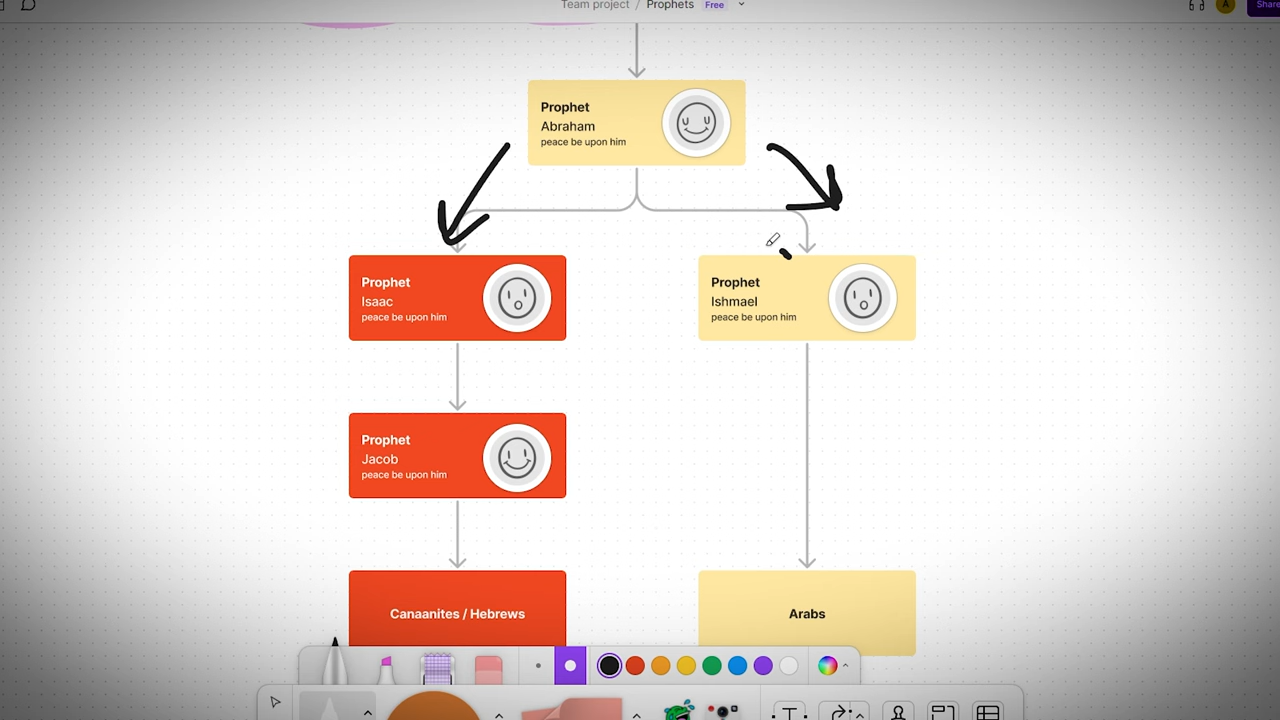 Team project / Prophets Free
A
Share
Prophet
Abraham
peace be upon him
Prophet
Isaac
peace be upon him
Prophet
Ishmael
peace be upon him
Prophet
Jacob
peace be upon him
Canaanites / Hebrews
Arabs
T